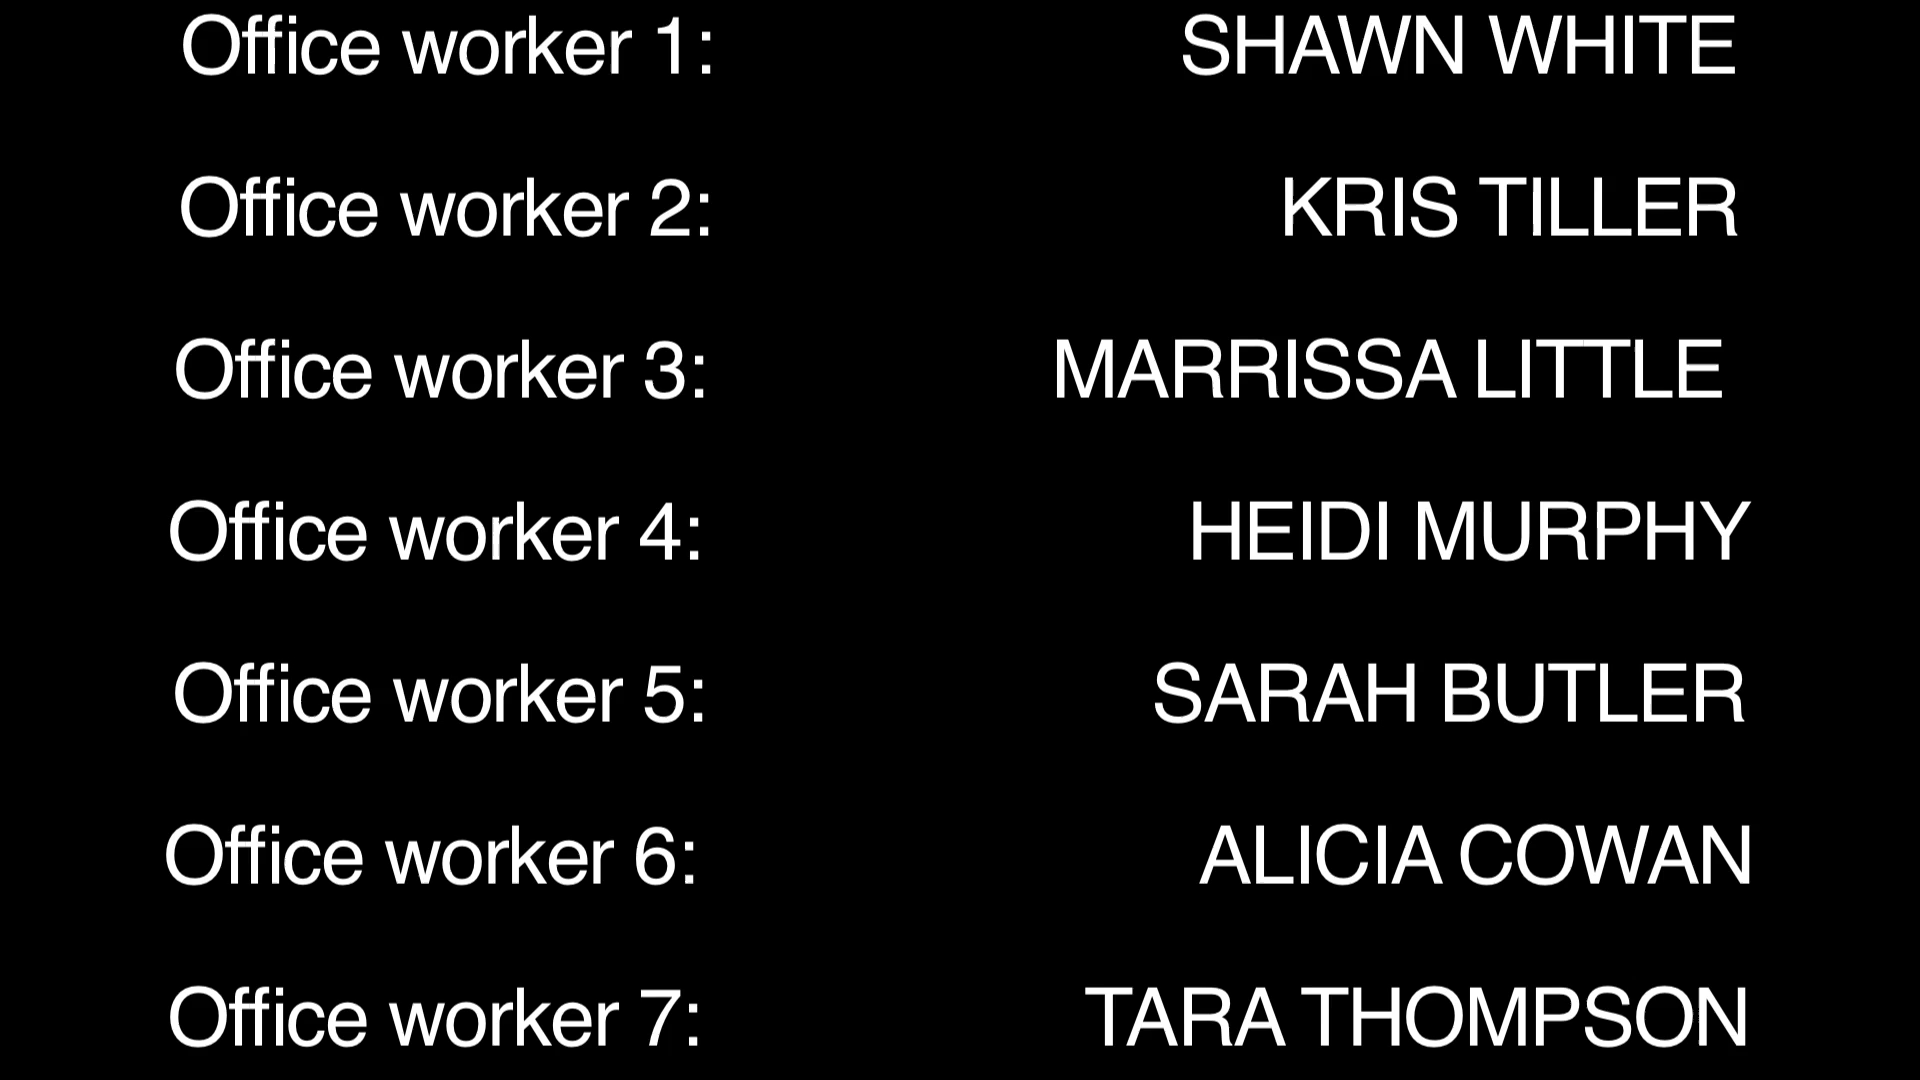 Office worker 1: SHAWN WHITE
Office worker 2: KRIS TILLER
Office worker 3: MARRISSA LITTLE
Office worker 4: HEIDI MURPHY
Office worker 5: SARAH BUTLER
Office worker 6: ALICIA COWAN
Office worker 7: TARA THOMPSON